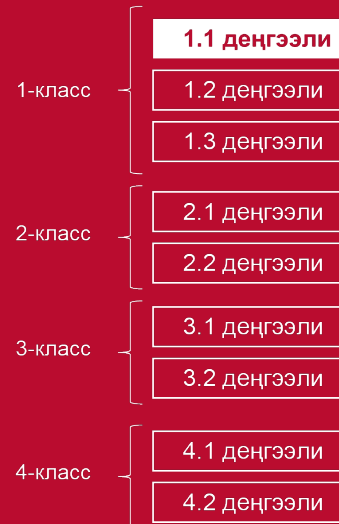 1-класс
1.1 деңгээли
1.2 деңгээли
1.3 деңгээли
2-класс
2.1 деңгээли
2.2 деңгээли
3-класс
3.1 деңгээли
3.2 деңгээли
4-класс
4.1 деңгээли
4.2 деңгээли